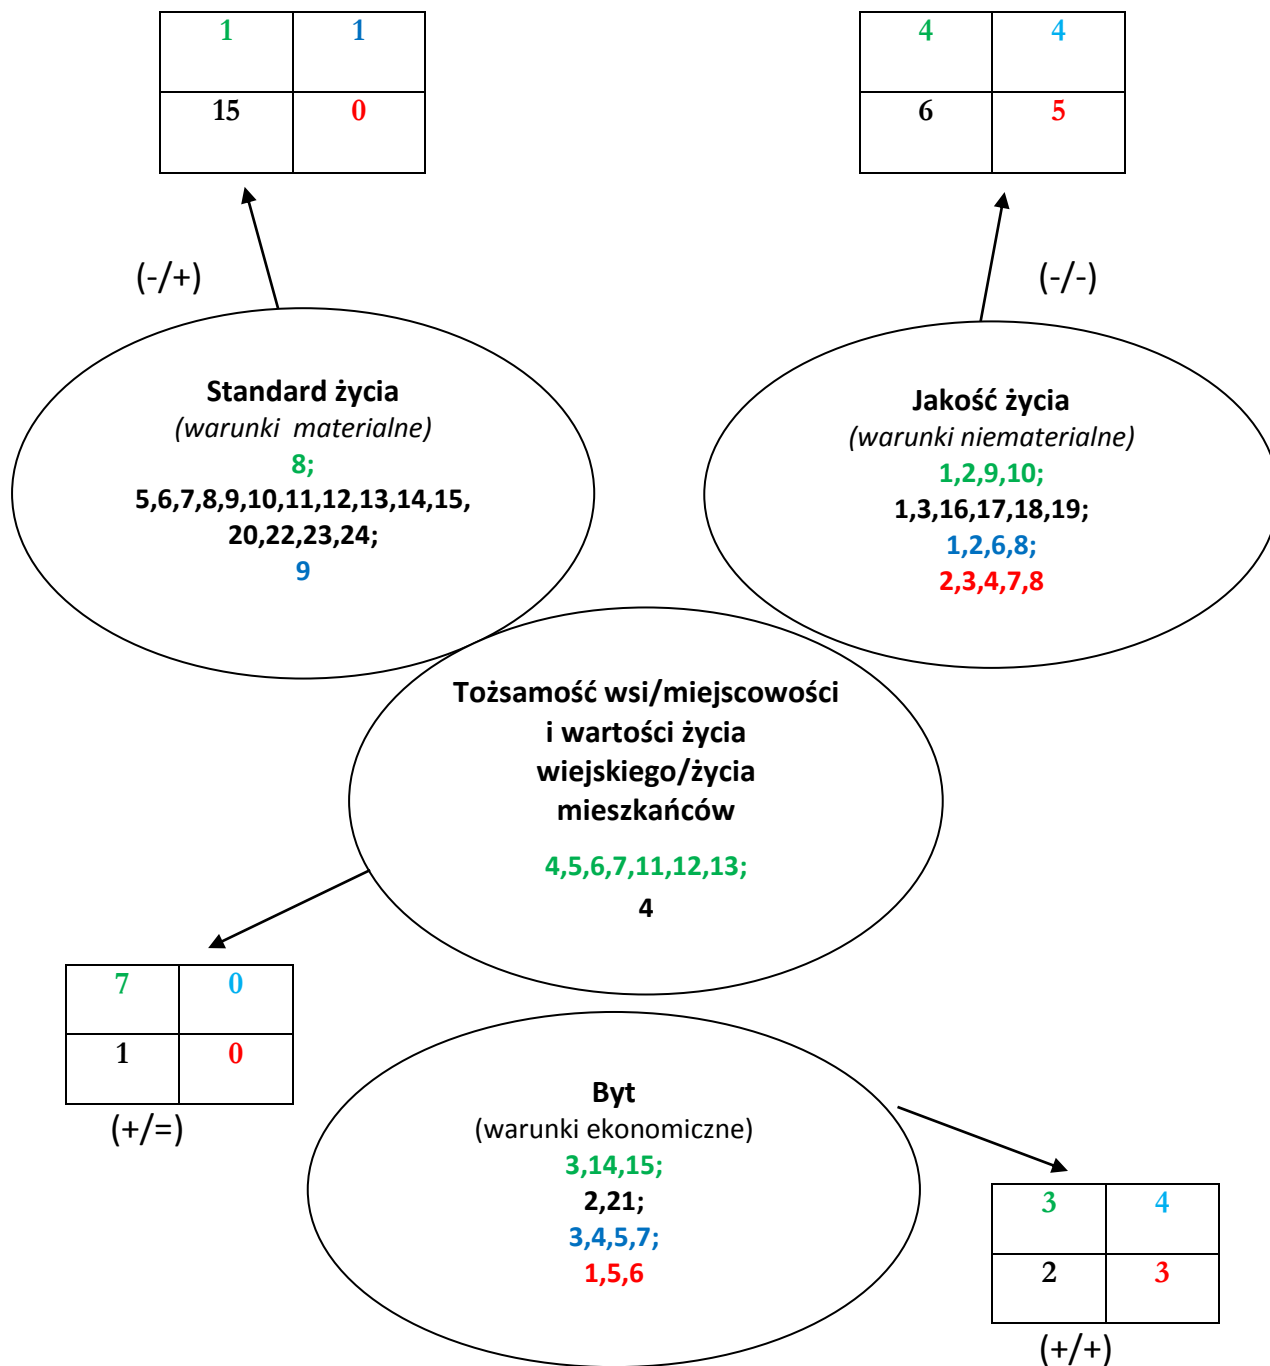 1 1
15 0
4 4
6 5
(-/+)
(-/-)
Standard życia
(warunki materialne)
8;
5,6,7,8,9,10,11,12,13,14,15,
20,22,23,24;
9
Jakość życia
(warunki niematerialne)
1,2,9,10;
1,3,16,17,18,19;
1,2,6,8;
2,3,4,7,8
Tożsamość wsi/miejscowości
i wartości życia
wiejskiego/życia
mieszkańców
4,5,6,7,11,12,13;
4
7 0
1 0
(+/=)
Byt
(warunki ekonomiczne)
3,14,15;
2,21;
3,4,5,7;
1,5,6
3 4
2 3
(+/+)